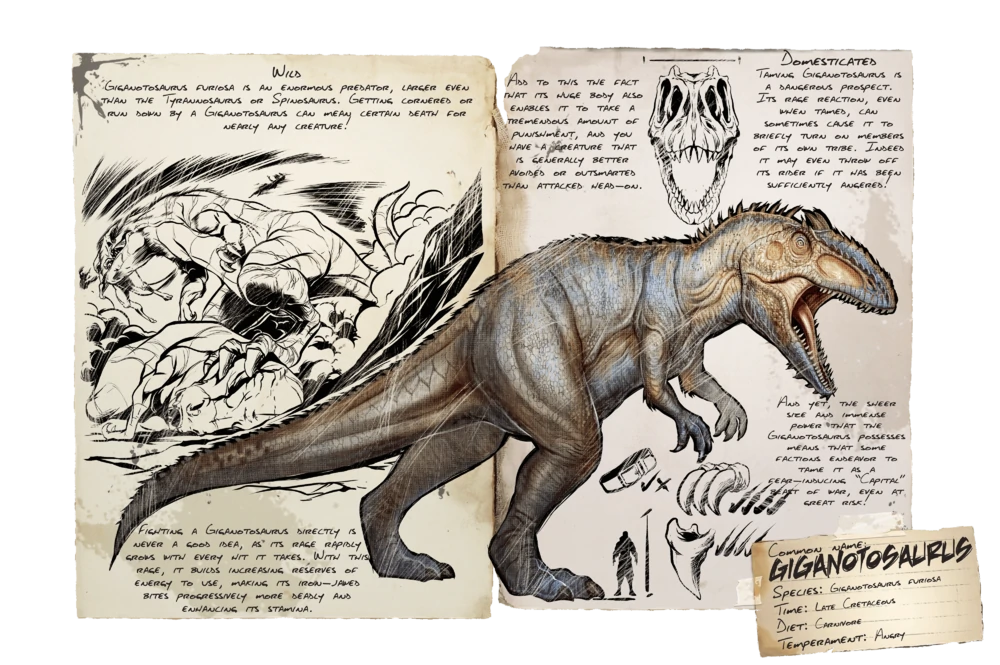 Wild
Giganotosaurus furiosa is an enormous predator, larger even
than the Tyrannosaurus or Spinosaurus. Getting cornered or
run down by a Giganotosaurus can mean certain death for
nearly any creature!
Fighting a Giganotosaurus directly is
never a good idea, as its rage rapidly
grows with every hit it takes. With this
rage, it builds increasing reserves of
energy to use, making its iron-jawed
bites progressively more deadly and
enhancing its stamina.
Add to this the fact
that its huge body also
enables it to take a
tremendous amount of
punishment, and you
have a creature that
is generally better
avoided or outsmarted
than attacked head-on.
Domesticated
Taming Giganotosaurus is
a dangerous prospect.
Its rage reaction, even
when tamed, can
sometimes cause it to
briefly turn on members
of its own tribe. Indeed
it may even throw off
its rider if it has been
sufficiently angered!
And yet, the sheer
size and immense
power that the
Giganotosaurus possesses
means that some
factions endeavor to
tame it as a
fear-inducing "Capital"
beast of war, even at
great risk!
Common name:
GIGANOTOSAURUS
Species: Giganotosaurus furiosa
Time: Late Cretaceous
Diet: Carnivore
Temperament: Angry